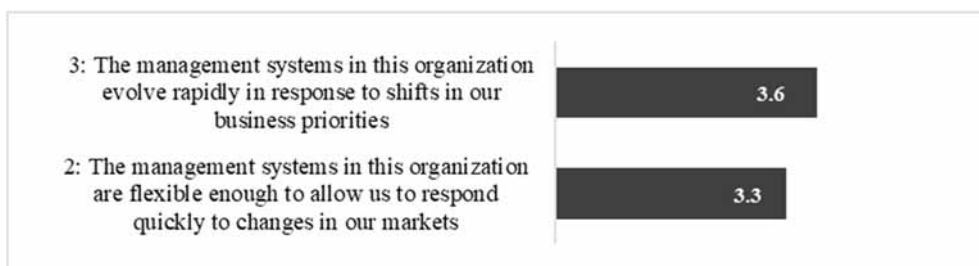 3: The management systems in this organization
evolve rapidly in response to shifts in our
business priorities
3.6
2: The management systems in this organization
are flexible enough to allow us to respond
quickly to changes in our markets
3.3